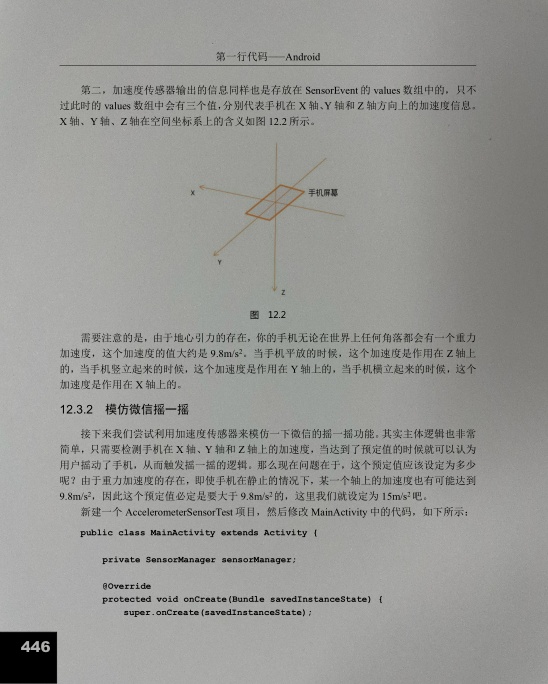 第一行代码——Android
第二，加速度传感器输出的信息同样也是存放在 SensorEvent 的 values 数组中的，只不
过此时的 values 数组中会有三个值，分别代表手机在 X 轴、Y 轴和 Z 轴方向上的加速度信息。
X 轴、Y 轴、Z 轴在空间坐标系上的含义如图 12.2 所示。
X
手机屏幕
Y
Z
图 12.2
需要注意的是，由于地心引力的存在，你的手机无论在世界上任何角落都会有一个重力
加速度，这个加速度的值大约是 9.8m/s²。当手机平放的时候，这个加速度是作用在 Z 轴上
的，当手机竖立起来的时候，这个加速度是作用在 Y 轴上的，当手机横立起来的时候，这个
加速度是作用在 X 轴上的。
12.3.2 模仿微信摇一摇
接下来我们尝试利用加速度传感器来模仿一下微信的摇一摇功能。其实主体逻辑也非常
简单，只需要检测手机在 X 轴、Y 轴和 Z 轴上的加速度，当达到了预定值的时候就可以认为
用户摇动了手机，从而触发摇一摇的逻辑。那么现在问题在于，这个预定值应该设定为多少
呢？由于重力加速度的存在，即使手机在静止的情况下，某一个轴上的加速度也有可能达到
9.8m/s²，因此这个预定值必定是要大于 9.8m/s² 的，这里我们就设定为 15m/s² 吧。
新建一个 AccelerometerSensorTest 项目，然后修改 MainActivity 中的代码，如下所示：
public class MainActivity extends Activity {
private SensorManager sensorManager;
@Override
protected void onCreate(Bundle savedInstanceState) {
super.onCreate(savedInstanceState);
446